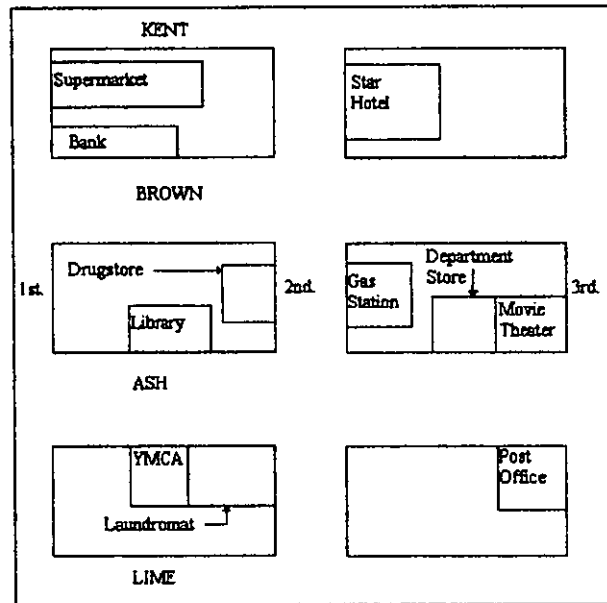 KENT
Supermarket
Star
Hotel
Bank
BROWN
Drugstore
Department
Store
1st.
2nd.
Gas
Station
3rd.
Library
Movie
Theater
ASH
YMCA
Post
Office
Laundromat
LIME